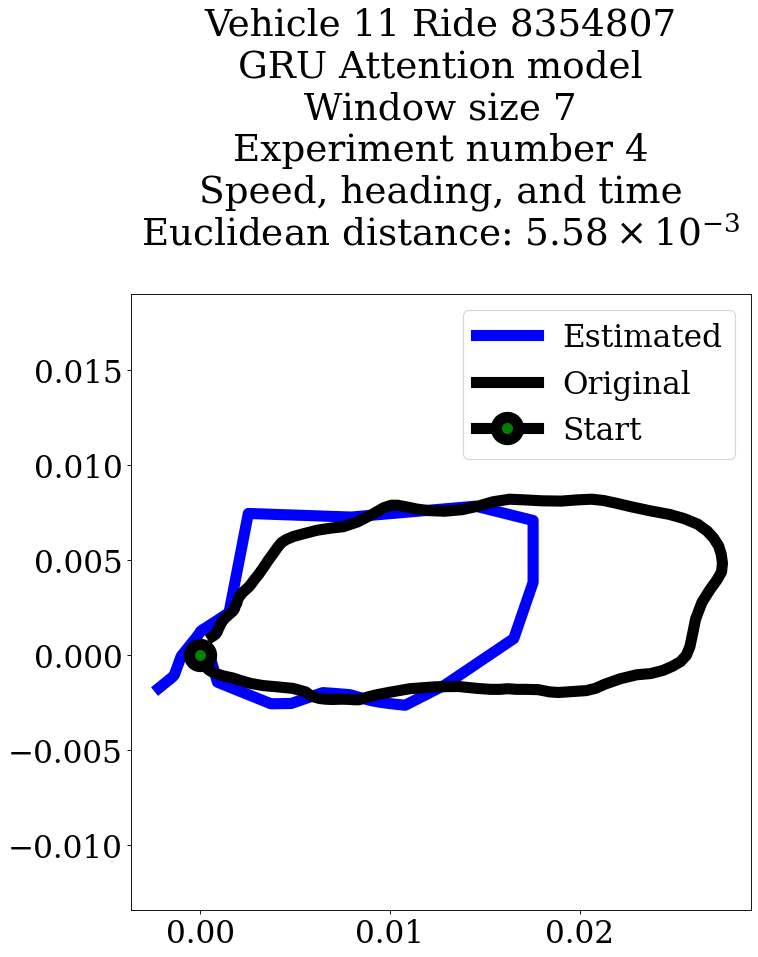 Vehicle 11 Ride 8354807
GRU Attention model
Window size 7
Experiment number 4
Speed, heading, and time
Euclidean distance: 5.58 × 10⁻³
Estimated
Original
Start
0.015
0.010
0.005
0.000
−0.005
−0.010
0.00 0.01 0.02